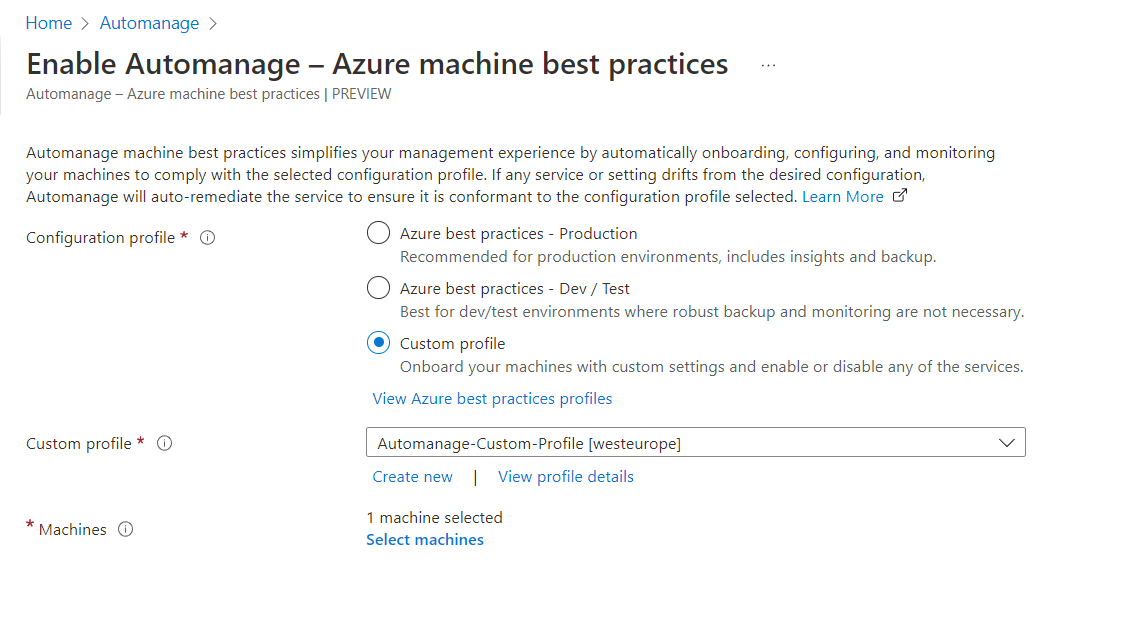 Home > Automanage >
Enable Automanage – Azure machine best practices ...
Automanage – Azure machine best practices | PREVIEW
Automanage machine best practices simplifies your management experience by automatically onboarding, configuring, and monitoring
your machines to comply with the selected configuration profile. If any service or setting drifts from the desired configuration,
Automanage will auto-remediate the service to ensure it is conformant to the configuration profile selected. Learn More
Configuration profile *
Azure best practices - Production
Recommended for production environments, includes insights and backup.
Azure best practices - Dev / Test
Best for dev/test environments where robust backup and monitoring are not necessary.
Custom profile
Onboard your machines with custom settings and enable or disable any of the services.
View Azure best practices profiles
Custom profile *
Automanage-Custom-Profile [westeurope]
Create new | View profile details
* Machines
1 machine selected
Select machines